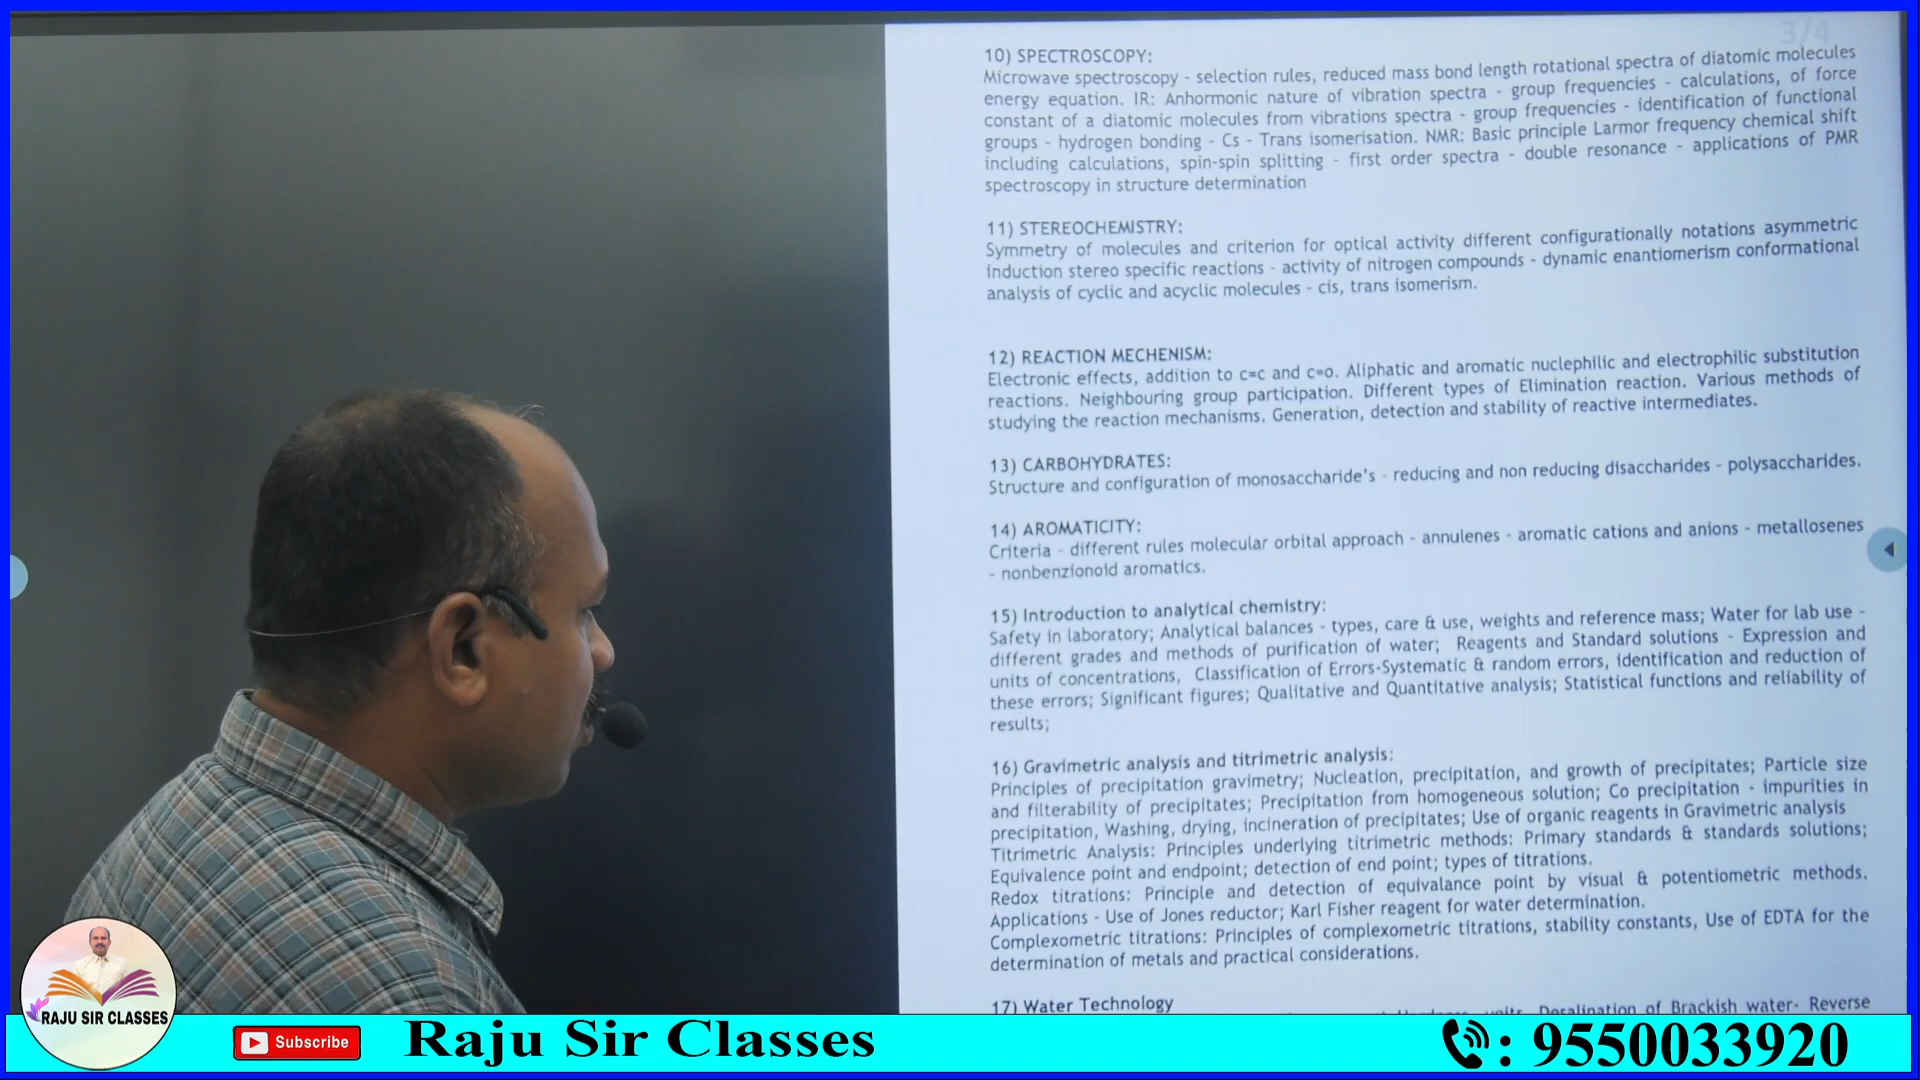 3/4
10) SPECTROSCOPY:
Microwave spectroscopy - selection rules, reduced mass bond length rotational spectra of diatomic molecules
energy equation. IR: Anhormonic nature of vibration spectra - group frequencies - calculations, of force
constant of a diatomic molecules from vibrations spectra - group frequencies - identification of functional
groups - hydrogen bonding - Cs - Trans isomerisation. NMR: Basic principle Larmor frequency chemical shift
including calculations, spin-spin splitting - first order spectra - double resonance - applications of PMR
spectroscopy in structure determination
11) STEREOCHEMISTRY:
Symmetry of molecules and criterion for optical activity different configurationally notations asymmetric
induction stereo specific reactions - activity of nitrogen compounds - dynamic enantiomerism conformational
analysis of cyclic and acyclic molecules - cis, trans isomerism.
12) REACTION MECHENISM:
Electronic effects, addition to c=c and c=o. Aliphatic and aromatic nuclephilic and electrophilic substitution
reactions. Neighbouring group participation. Different types of Elimination reaction. Various methods of
studying the reaction mechanisms. Generation, detection and stability of reactive intermediates.
13) CARBOHYDRATES:
Structure and configuration of monosaccharide's - reducing and non reducing disaccharides - polysaccharides.
14) AROMATICITY:
Criteria - different rules molecular orbital approach - annulenes - aromatic cations and anions - metallosenes
- nonbenzionoid aromatics.
15) Introduction to analytical chemistry:
Safety in laboratory; Analytical balances - types, care & use, weights and reference mass; Water for lab use -
different grades and methods of purification of water; Reagents and Standard solutions - Expression and
units of concentrations, Classification of Errors-Systematic & random errors, identification and reduction of
these errors; Significant figures; Qualitative and Quantitative analysis; Statistical functions and reliability of
results;
16) Gravimetric analysis and titrimetric analysis:
Principles of precipitation gravimetry; Nucleation, precipitation, and growth of precipitates; Particle size
and filterability of precipitates; Precipitation from homogeneous solution; Co precipitation - impurities in
precipitation, Washing, drying, incineration of precipitates; Use of organic reagents in Gravimetric analysis
Titrimetric Analysis: Principles underlying titrimetric methods: Primary standards & standards solutions;
Equivalence point and endpoint; detection of end point; types of titrations.
Redox titrations: Principle and detection of equivalance point by visual & potentiometric methods.
Applications - Use of Jones reductor; Karl Fisher reagent for water determination.
Complexometric titrations: Principles of complexometric titrations, stability constants, Use of EDTA for the
determination of metals and practical considerations.
17) Water Technology
Desalination of Brackish water- Reverse
RAJU SIR CLASSES
Subscribe
Raju Sir Classes
: 9550033920